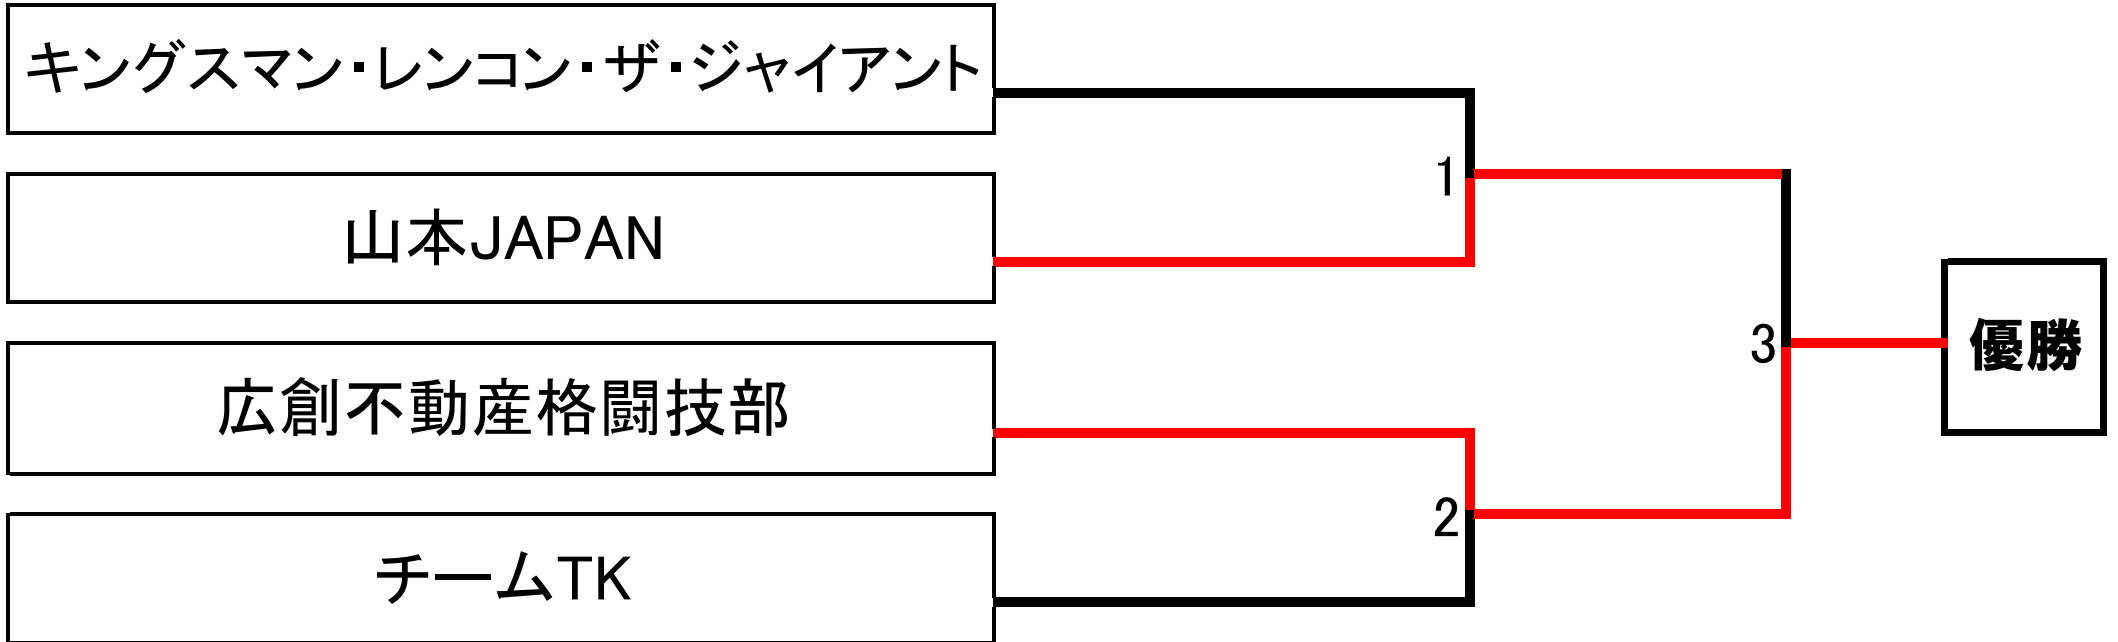 キングスマン・レンコン・ザ・ジャイアント
1
山本JAPAN
3
優勝
広創不動産格闘技部
2
チームTK